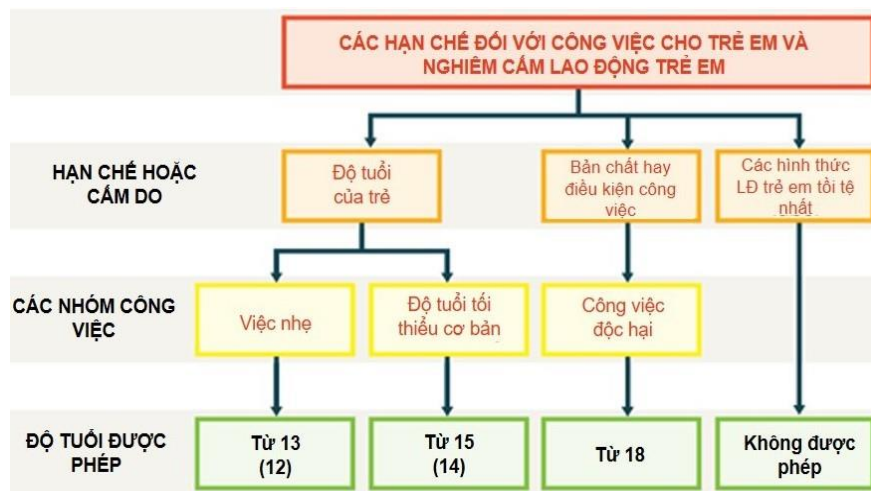 CÁC HẠN CHẾ ĐỐI VỚI CÔNG VIỆC CHO TRẺ EM VÀ
NGHIÊM CẤM LAO ĐỘNG TRẺ EM
HẠN CHẾ HOẶC
CẤM DO
Độ tuổi
của trẻ
Bản chất hay
điều kiện công
việc
Các hình thức
LĐ trẻ em tồi tệ
nhất
CÁC NHÓM CÔNG
VIỆC
Việc nhẹ
Độ tuổi tối
thiểu cơ bản
Công việc
độc hại
ĐỘ TUỔI ĐƯỢC
PHÉP
Từ 13
(12)
Từ 15
(14)
Từ 18
Không được
phép